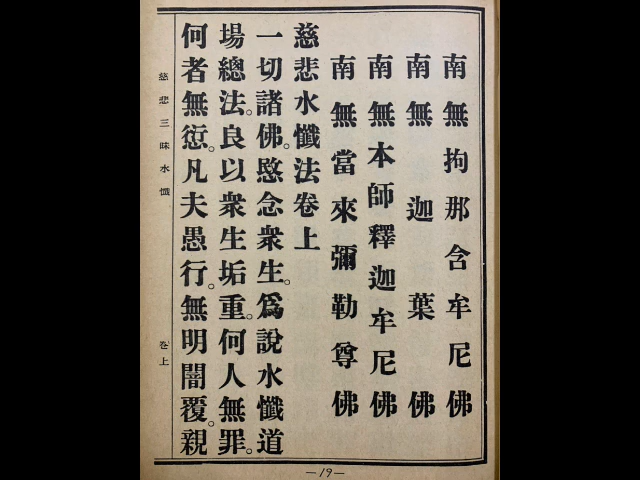 南無拘那含牟尼佛
南無迦葉佛
南無本師釋迦牟尼佛
南無當來彌勒尊佛
慈悲水懺法卷上
一切諸佛。愍念衆生。爲說水懺道
場總法。良以衆生垢重。何人無罪。
何者無愆。凡夫愚行。無明闇覆。親
慈悲三昧水懺
卷上
—19—